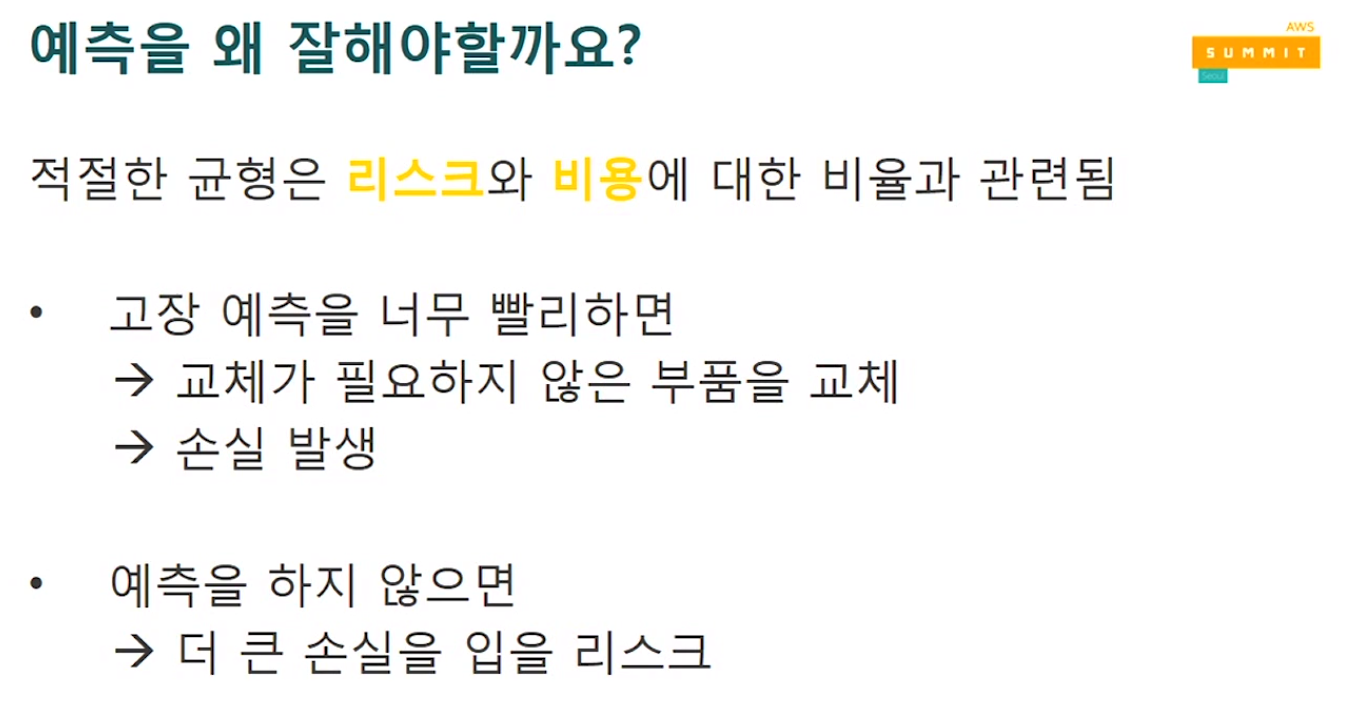 예측을 왜 잘해야할까요?
AWS
SUMMIT
Seoul
적절한 균형은 리스크와 비용에 대한 비율과 관련됨
• 고장 예측을 너무 빨리하면
→ 교체가 필요하지 않은 부품을 교체
→ 손실 발생
• 예측을 하지 않으면
→ 더 큰 손실을 입을 리스크